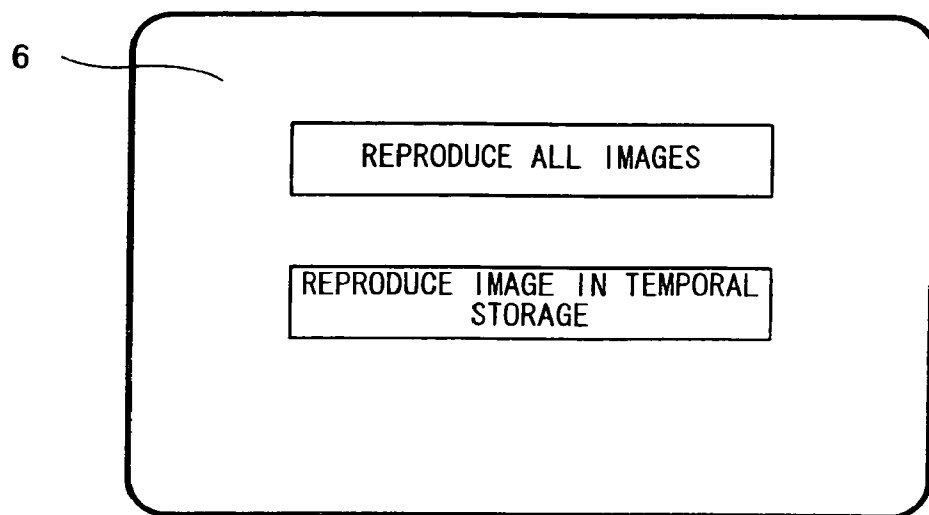 6
REPRODUCE ALL IMAGES
REPRODUCE IMAGE IN TEMPORAL
STORAGE